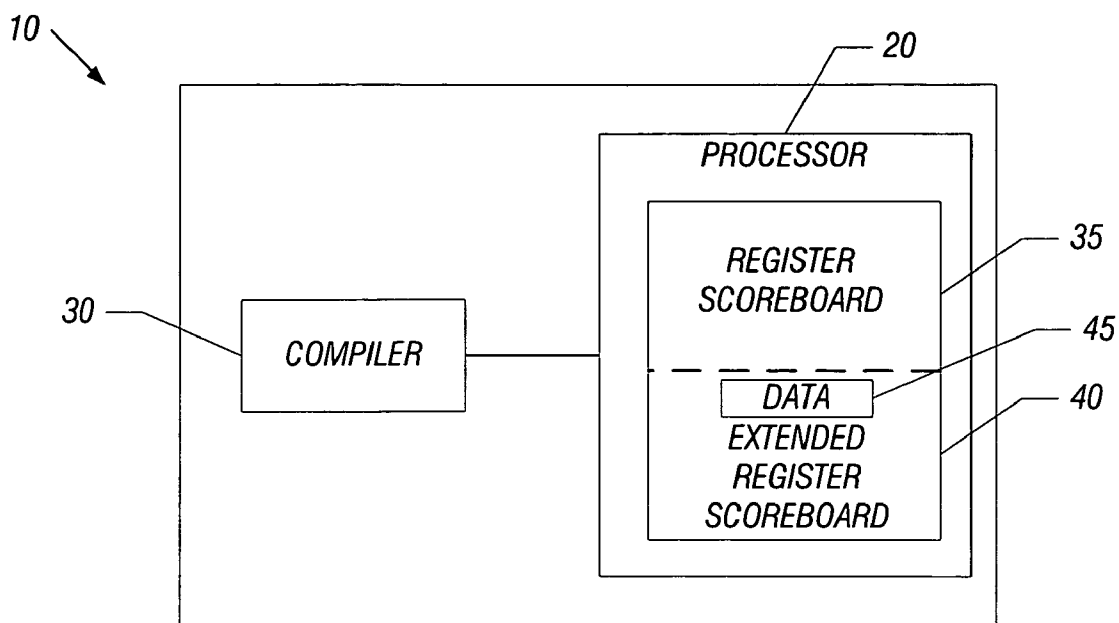 10
20
PROCESSOR
REGISTER
SCOREBOARD
35
30
COMPILER
45
DATA
40
EXTENDED
REGISTER
SCOREBOARD